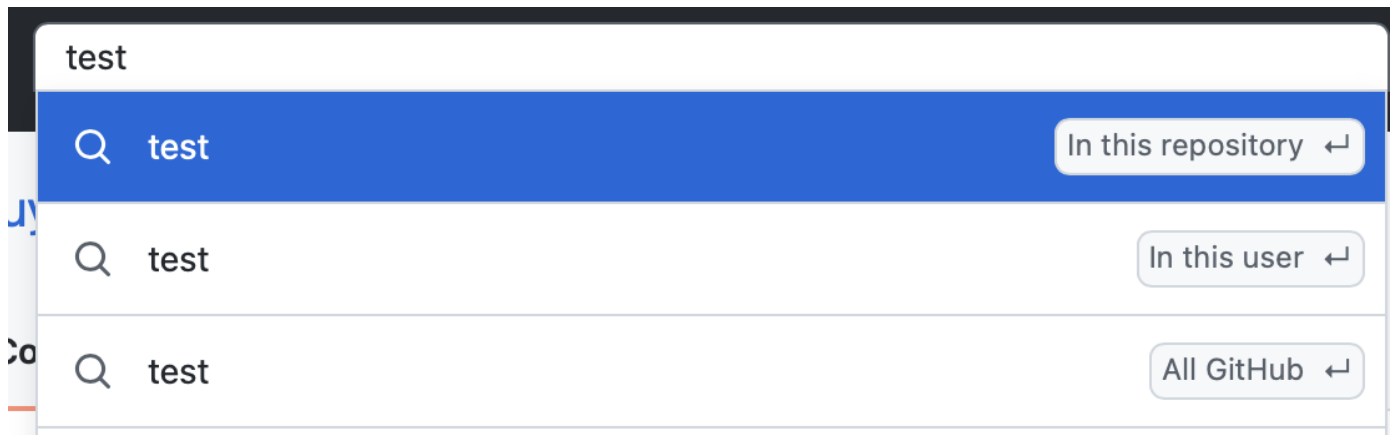 test
test In this repository ↵
test In this user ↵
test All GitHub ↵